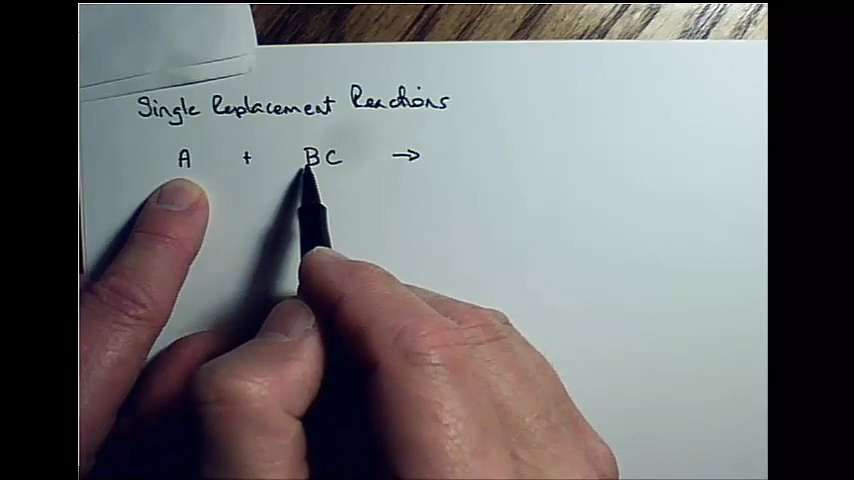 Single Replacement Reactions
A + BC →